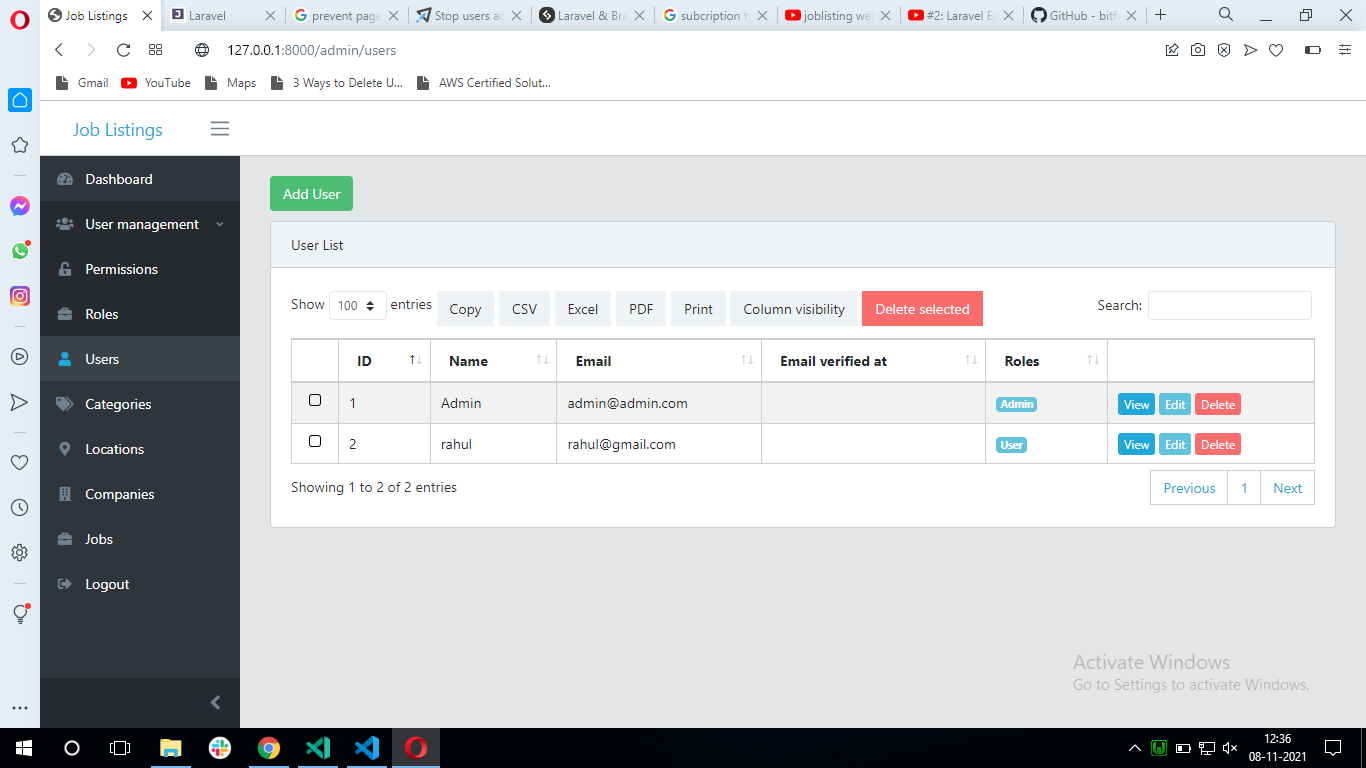 Job Listings
Laravel
prevent page
Stop users ac
Laravel & Bra
subcription t
joblisting we
#2: Laravel E
GitHub - bitf
127.0.0.1:8000/admin/users
Gmail YouTube Maps 3 Ways to Delete U... AWS Certified Solut...
Job Listings
Dashboard
User management
Permissions
Roles
Users
Categories
Locations
Companies
Jobs
Logout
Add User
User List
Show 100 entries Copy CSV Excel PDF Print Column visibility Delete selected Search:
ID Name Email Email verified at Roles
1 Admin admin@admin.com Admin View Edit Delete
2 rahul rahul@gmail.com User View Edit Delete
Showing 1 to 2 of 2 entries Previous 1 Next
Activate Windows
Go to Settings to activate Windows.
12:36
08-11-2021